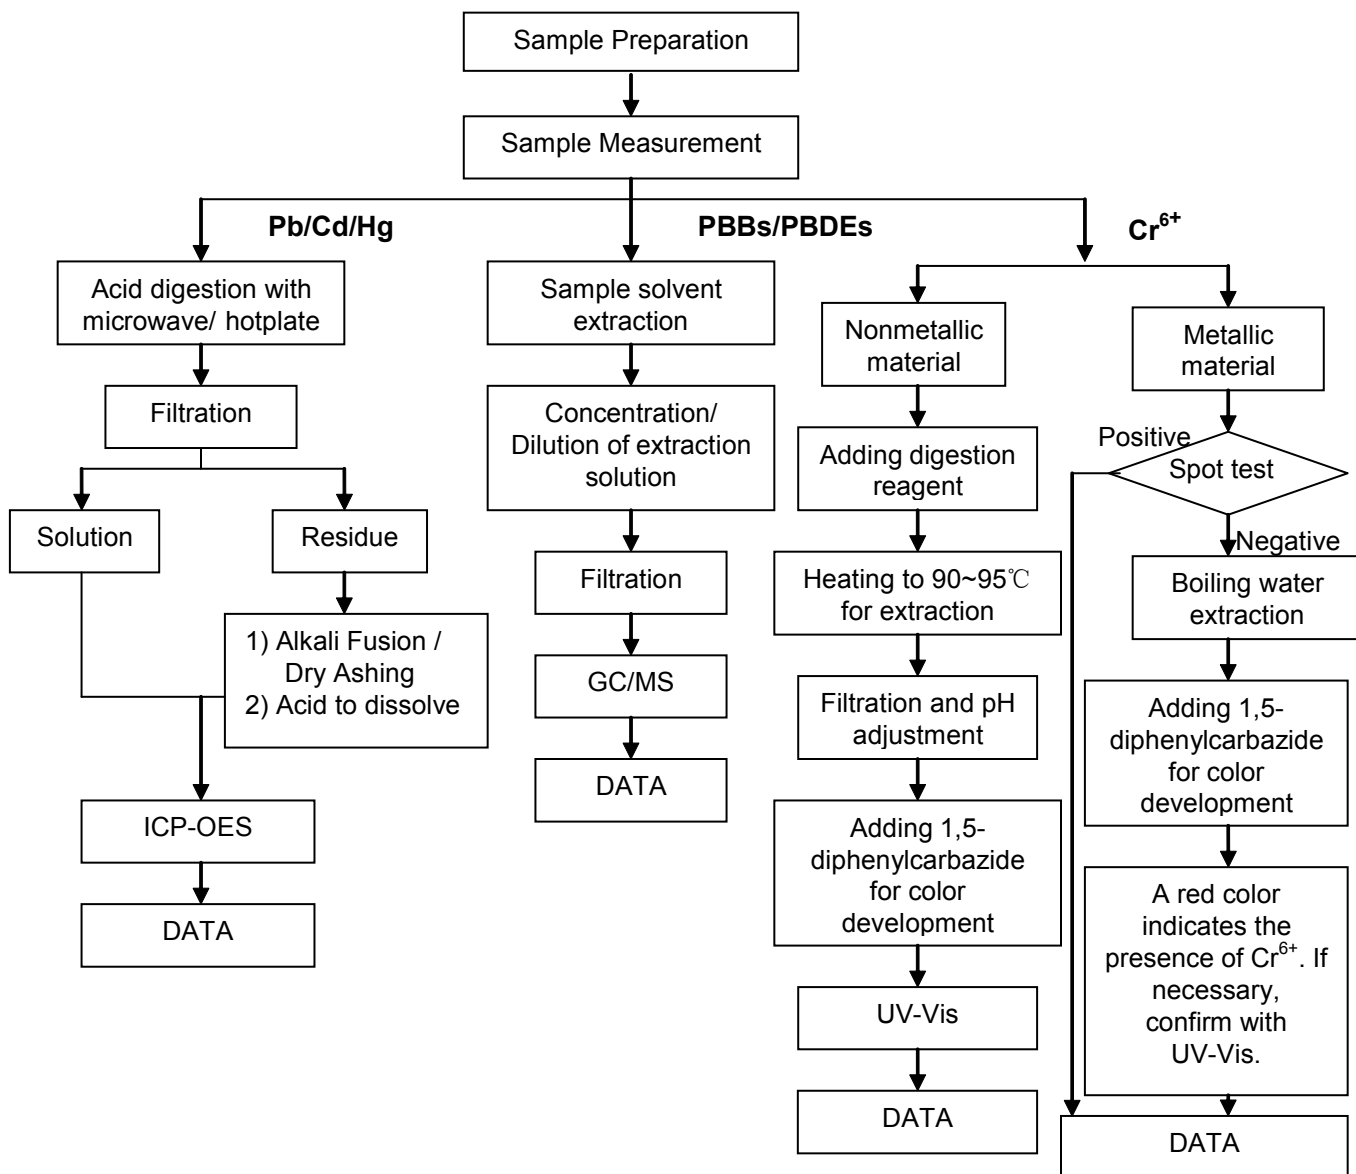 Sample Preparation
Sample Measurement
Pb/Cd/Hg
PBBs/PBDEs
Cr6+
Acid digestion with
microwave/ hotplate
Filtration
Solution
Residue
1) Alkali Fusion /
Dry Ashing
2) Acid to dissolve
ICP-OES
DATA
Sample solvent
extraction
Concentration/
Dilution of extraction
solution
Filtration
GC/MS
DATA
Nonmetallic
material
Adding digestion
reagent
Heating to 90~95℃
for extraction
Filtration and pH
adjustment
Adding 1,5-
diphenylcarbazide
for color
development
UV-Vis
DATA
Metallic
material
Positive
Spot test
Negative
Boiling water
extraction
Adding 1,5-
diphenylcarbazide
for color
development
A red color
indicates the
presence of Cr6+. If
necessary,
confirm with
UV-Vis.
DATA